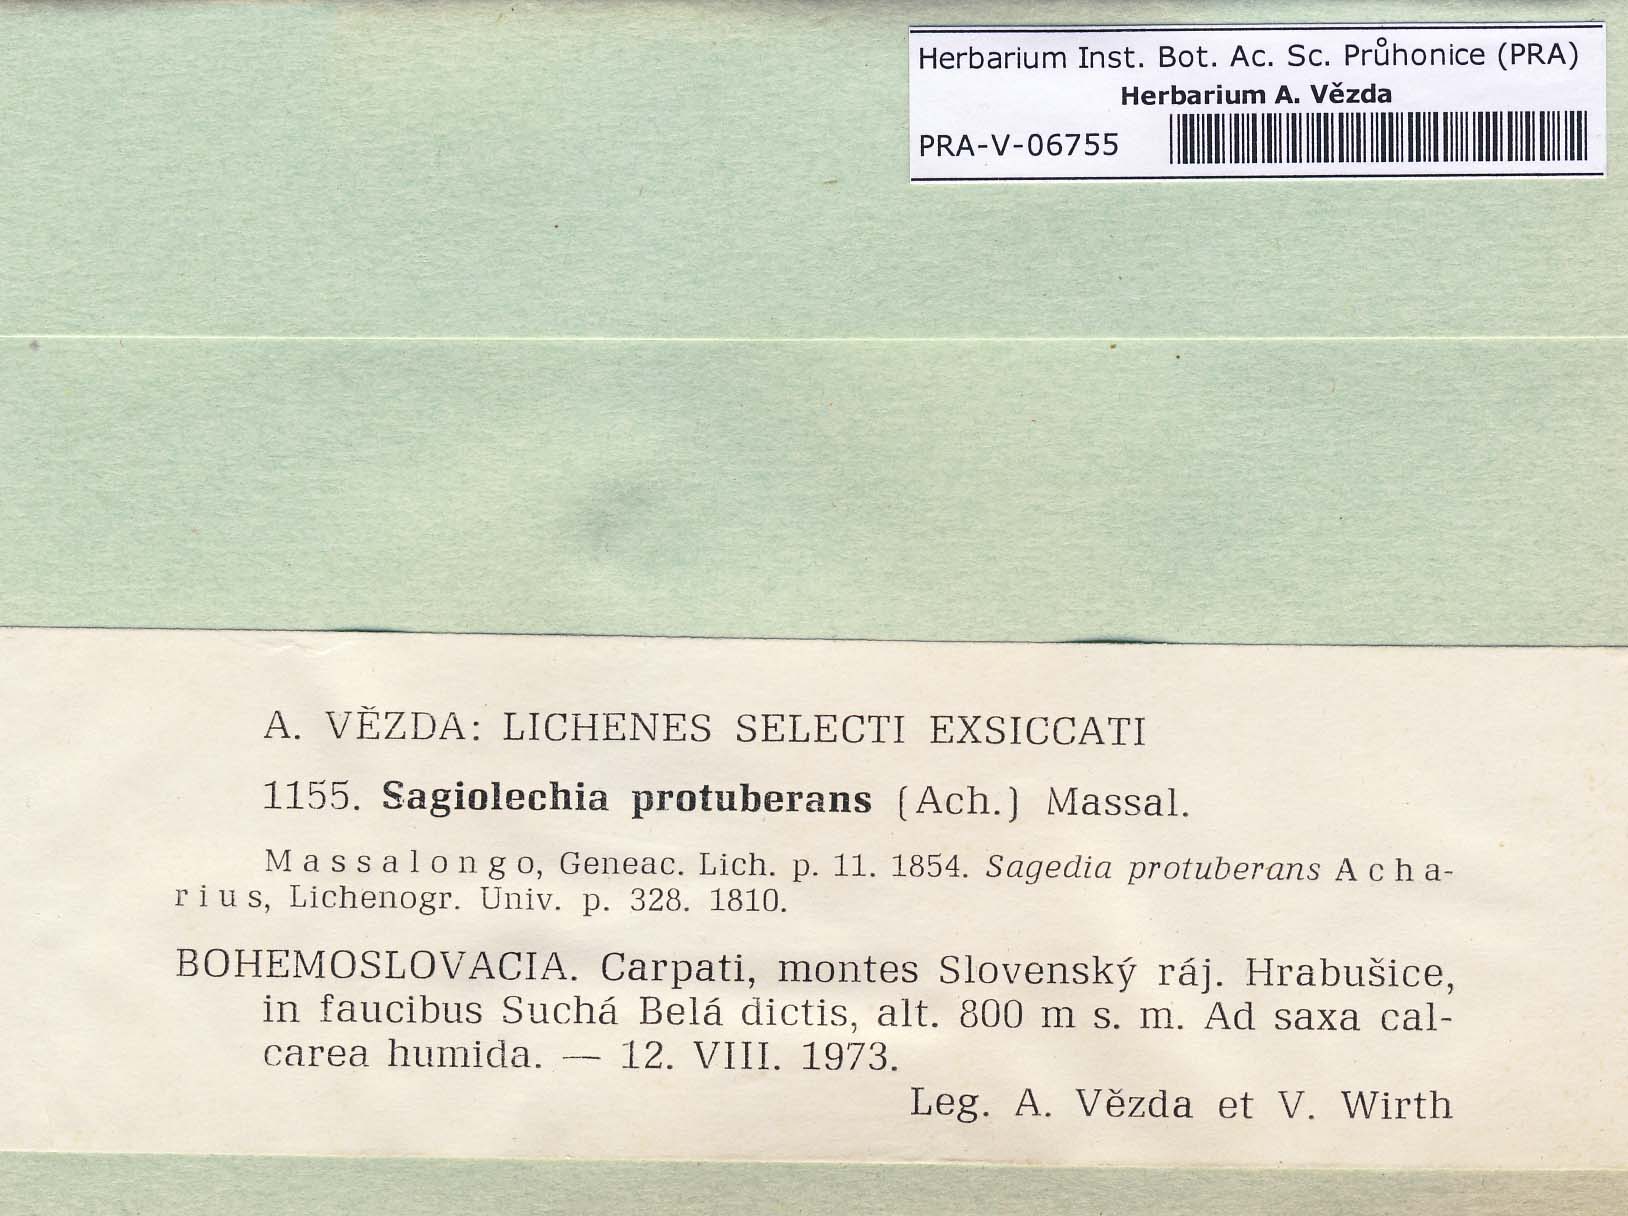 Herbarium Inst. Bot. Ac. Sc. Průhonice (PRA)
Herbarium A. Vězda
PRA-V-06755
A. VĚZDA: LICHENES SELECTI EXSICCATI
1155. Sagiolechia protuberans (Ach.) Massal.
Massalongo, Geneac. Lich. p. 11. 1854. Sagedia protuberans Acha-
rius, Lichenogr. Univ. p. 328. 1810.
BOHEMOSLOVACIA. Carpati, montes Slovenský ráj. Hrabušice,
in faucibus Suchá Belá dictis, alt. 800 m s. m. Ad saxa cal-
carea humida. — 12. VIII. 1973.
Leg. A. Vězda et V. Wirth